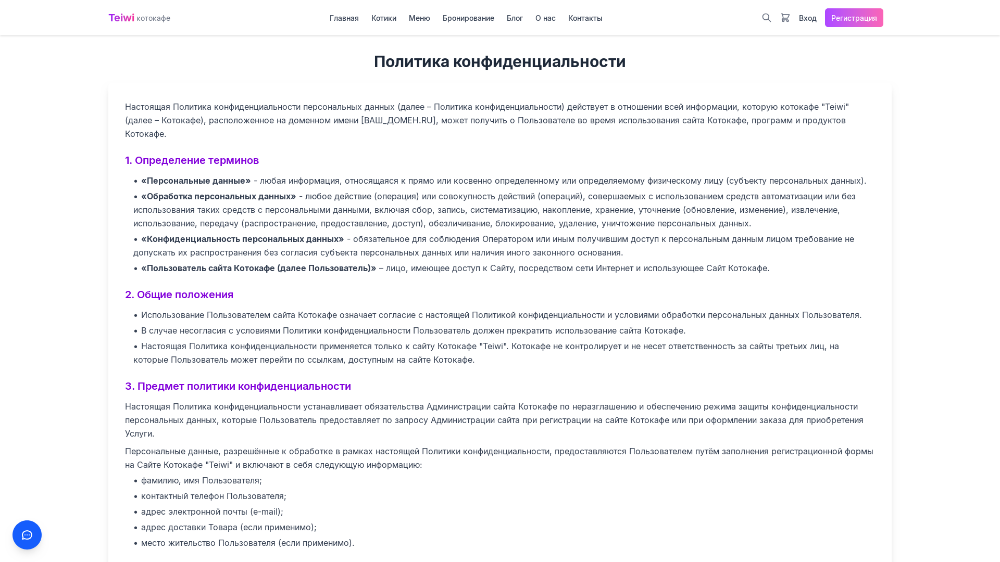 Teiwi котокафе
Главная Котики Меню Бронирование Блог О нас Контакты
Вход Регистрация
Политика конфиденциальности
Настоящая Политика конфиденциальности персональных данных (далее – Политика конфиденциальности) действует в отношении всей информации, которую котокафе "Teiwi"
(далее – Котокафе), расположенное на доменном имени [ВАШ_ДОМЕН.RU], может получить о Пользователе во время использования сайта Котокафе, программ и продуктов
Котокафе.
1. Определение терминов
• «Персональные данные» - любая информация, относящаяся к прямо или косвенно определенному или определяемому физическому лицу (субъекту персональных данных).
• «Обработка персональных данных» - любое действие (операция) или совокупность действий (операций), совершаемых с использованием средств автоматизации или без
использования таких средств с персональными данными, включая сбор, запись, систематизацию, накопление, хранение, уточнение (обновление, изменение), извлечение,
использование, передачу (распространение, предоставление, доступ), обезличивание, блокирование, удаление, уничтожение персональных данных.
• «Конфиденциальность персональных данных» - обязательное для соблюдения Оператором или иным получившим доступ к персональным данным лицом требование не
допускать их распространения без согласия субъекта персональных данных или наличия иного законного основания.
• «Пользователь сайта Котокафе (далее Пользователь)» – лицо, имеющее доступ к Сайту, посредством сети Интернет и использующее Сайт Котокафе.
2. Общие положения
• Использование Пользователем сайта Котокафе означает согласие с настоящей Политикой конфиденциальности и условиями обработки персональных данных Пользователя.
• В случае несогласия с условиями Политики конфиденциальности Пользователь должен прекратить использование сайта Котокафе.
• Настоящая Политика конфиденциальности применяется только к сайту Котокафе "Teiwi". Котокафе не контролирует и не несет ответственность за сайты третьих лиц, на
которые Пользователь может перейти по ссылкам, доступным на сайте Котокафе.
3. Предмет политики конфиденциальности
Настоящая Политика конфиденциальности устанавливает обязательства Администрации сайта Котокафе по неразглашению и обеспечению режима защиты конфиденциальности
персональных данных, которые Пользователь предоставляет по запросу Администрации сайта при регистрации на сайте Котокафе или при оформлении заказа для приобретения
Услуги.
Персональные данные, разрешённые к обработке в рамках настоящей Политики конфиденциальности, предоставляются Пользователем путём заполнения регистрационной формы
на Сайте Котокафе "Teiwi" и включают в себя следующую информацию:
• фамилию, имя Пользователя;
• контактный телефон Пользователя;
• адрес электронной почты (e-mail);
• адрес доставки Товара (если применимо);
• место жительство Пользователя (если применимо).